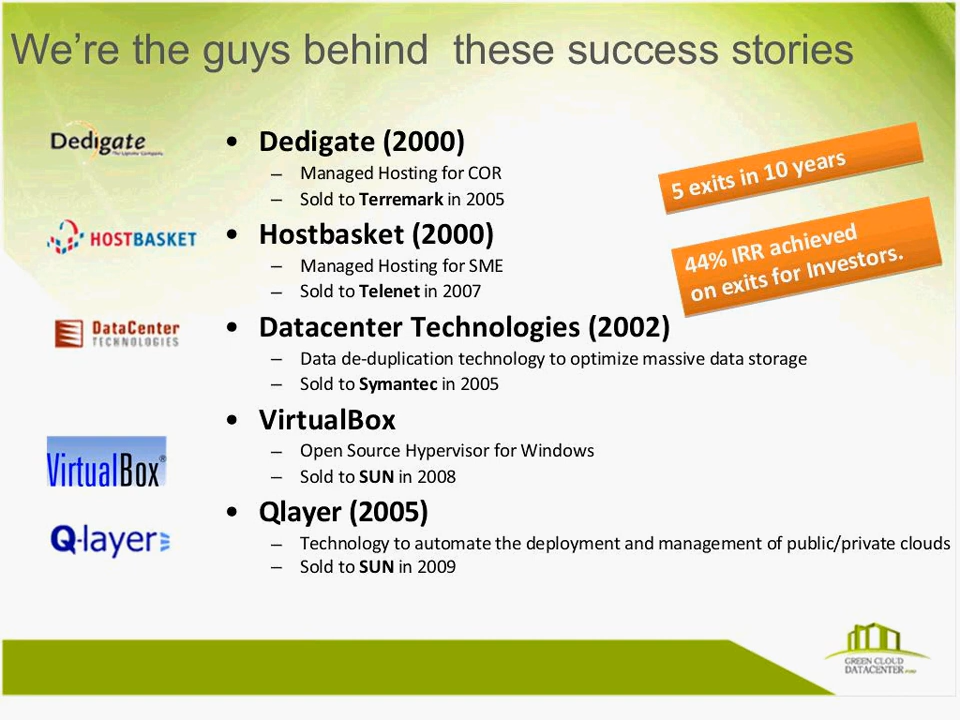 We're the guys behind these success stories
Dedigate
The Uptime Company
• Dedigate (2000)
– Managed Hosting for COR
– Sold to Terremark in 2005
5 exits in 10 years
HOSTBASKET
• Hostbasket (2000)
– Managed Hosting for SME
– Sold to Telenet in 2007
44% IRR achieved
on exits for Investors.
DataCenter
TECHNOLOGIES
• Datacenter Technologies (2002)
– Data de-duplication technology to optimize massive data storage
– Sold to Symantec in 2005
VirtualBox®
• VirtualBox
– Open Source Hypervisor for Windows
– Sold to SUN in 2008
Q-layer
• Qlayer (2005)
– Technology to automate the deployment and management of public/private clouds
– Sold to SUN in 2009
GREEN CLOUD
DATACENTER